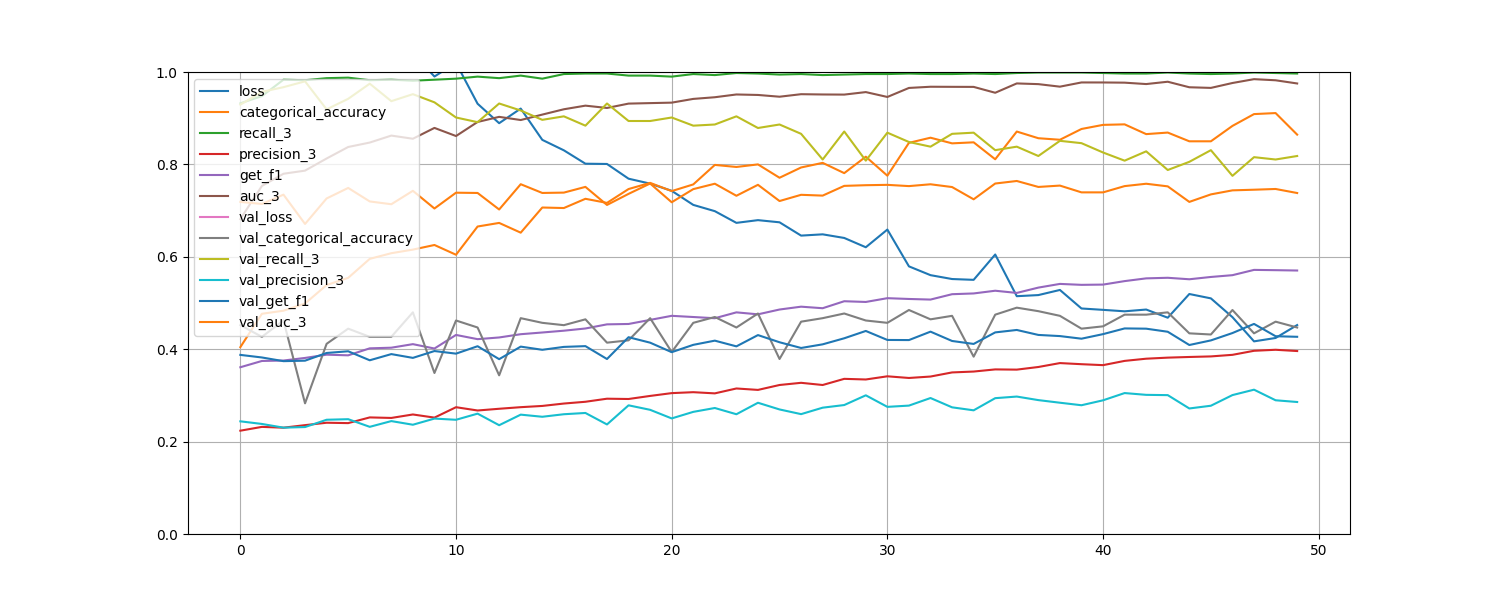 1.0
0.8
0.6
0.4
0.2
0.0
loss
categorical_accuracy
recall_3
precision_3
get_f1
auc_3
val_loss
val_categorical_accuracy
val_recall_3
val_precision_3
val_get_f1
val_auc_3
0 10 20 30 40 50